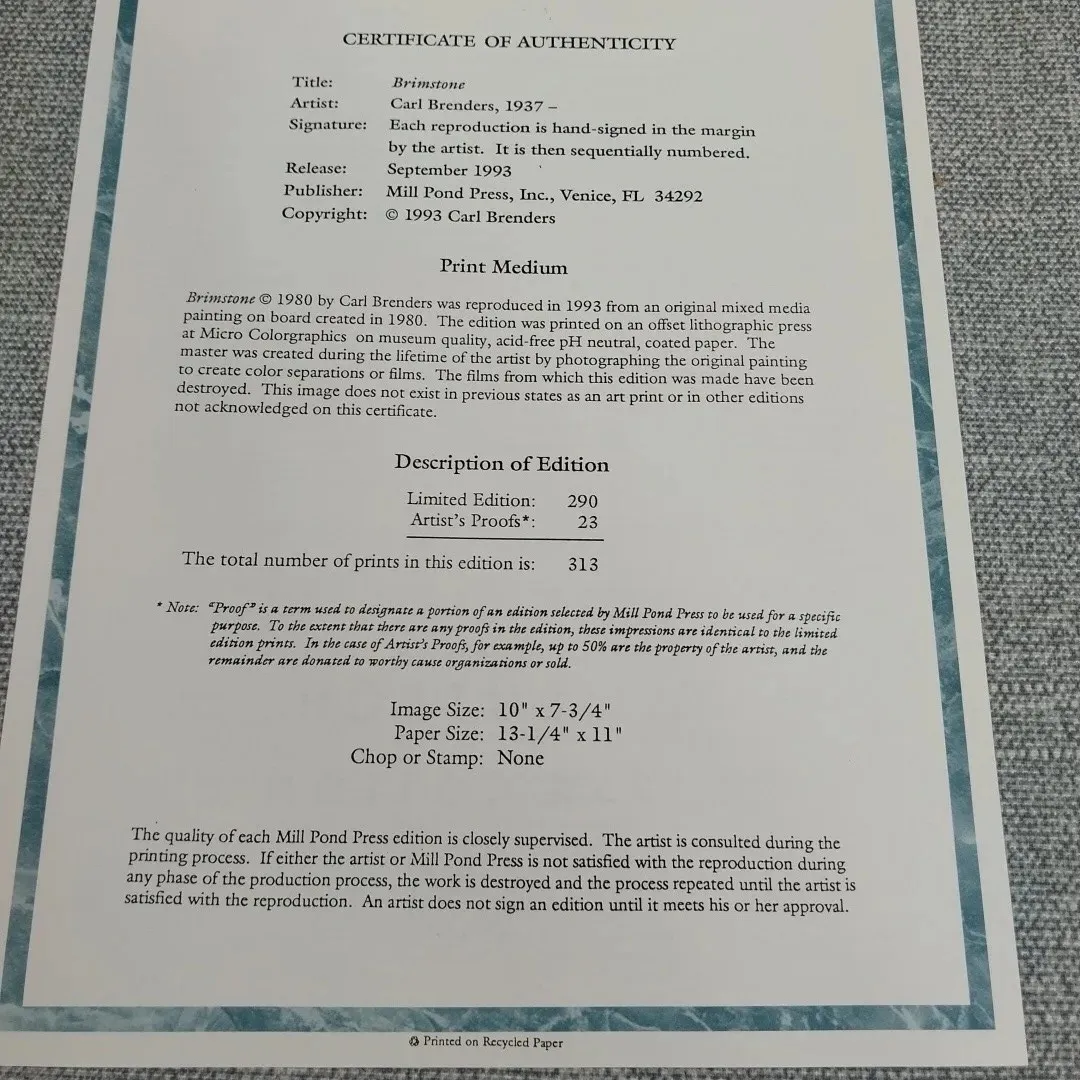 CERTIFICATE OF AUTHENTICITY
Title: Brimstone
Artist: Carl Brenders, 1937 –
Signature: Each reproduction is hand-signed in the margin
by the artist. It is then sequentially numbered.
Release: September 1993
Publisher: Mill Pond Press, Inc., Venice, FL 34292
Copyright: © 1993 Carl Brenders
Print Medium
Brimstone © 1980 by Carl Brenders was reproduced in 1993 from an original mixed media
painting on board created in 1980. The edition was printed on an offset lithographic press
at Micro Colorgraphics on museum quality, acid-free pH neutral, coated paper. The
master was created during the lifetime of the artist by photographing the original painting
to create color separations or films. The films from which this edition was made have been
destroyed. This image does not exist in previous states as an art print or in other editions
not acknowledged on this certificate.
Description of Edition
Limited Edition: 290
Artist's Proofs*: 23
The total number of prints in this edition is: 313
* Note: "Proof" is a term used to designate a portion of an edition selected by Mill Pond Press to be used for a specific
purpose. To the extent that there are any proofs in the edition, these impressions are identical to the limited
edition prints. In the case of Artist's Proofs, for example, up to 50% are the property of the artist, and the
remainder are donated to worthy cause organizations or sold.
Image Size: 10" x 7-3/4"
Paper Size: 13-1/4" x 11"
Chop or Stamp: None
The quality of each Mill Pond Press edition is closely supervised. The artist is consulted during the
printing process. If either the artist or Mill Pond Press is not satisfied with the reproduction during
any phase of the production process, the work is destroyed and the process repeated until the artist is
satisfied with the reproduction. An artist does not sign an edition until it meets his or her approval.
♻ Printed on Recycled Paper